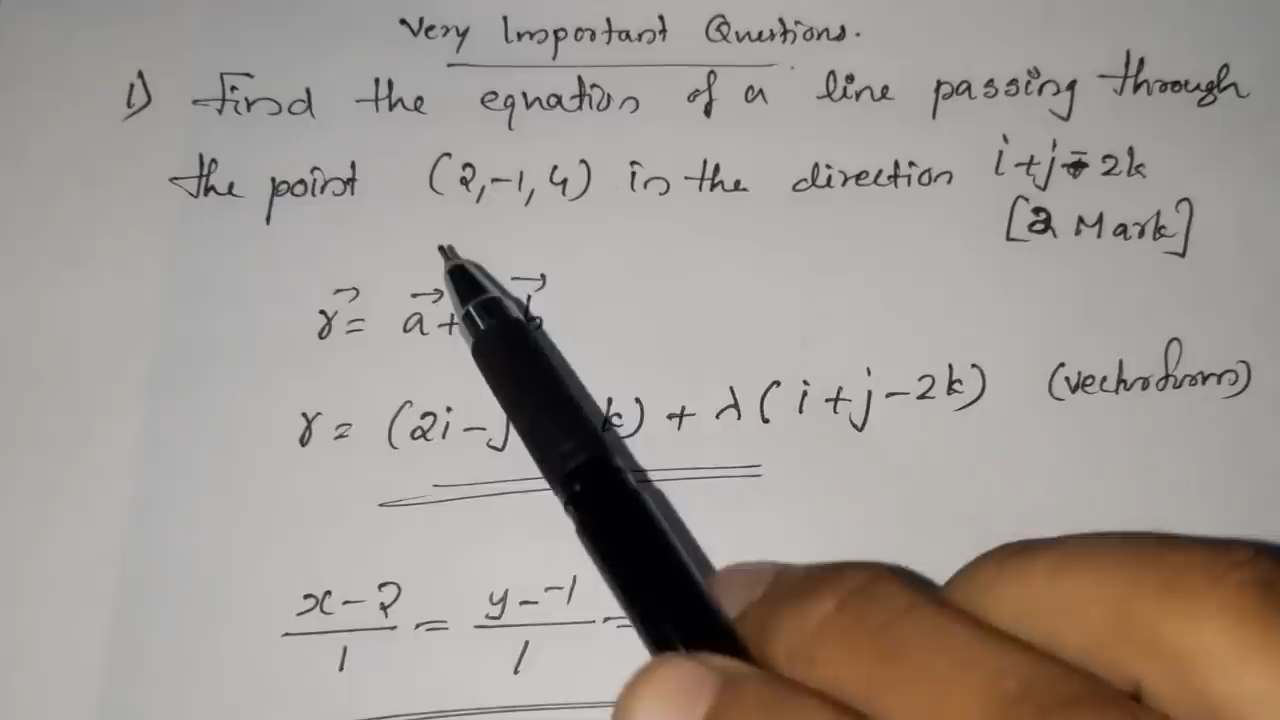 Very Important Questions.
1) Find the equation of a line passing through
the point (2,-1,4) in the direction i+j-2k
[2 Mark]
r⃗ = a⃗ + b⃗
r = (2i-j k) + λ(i+j-2k) (vector form)
x-2/1 = y--1/1 =